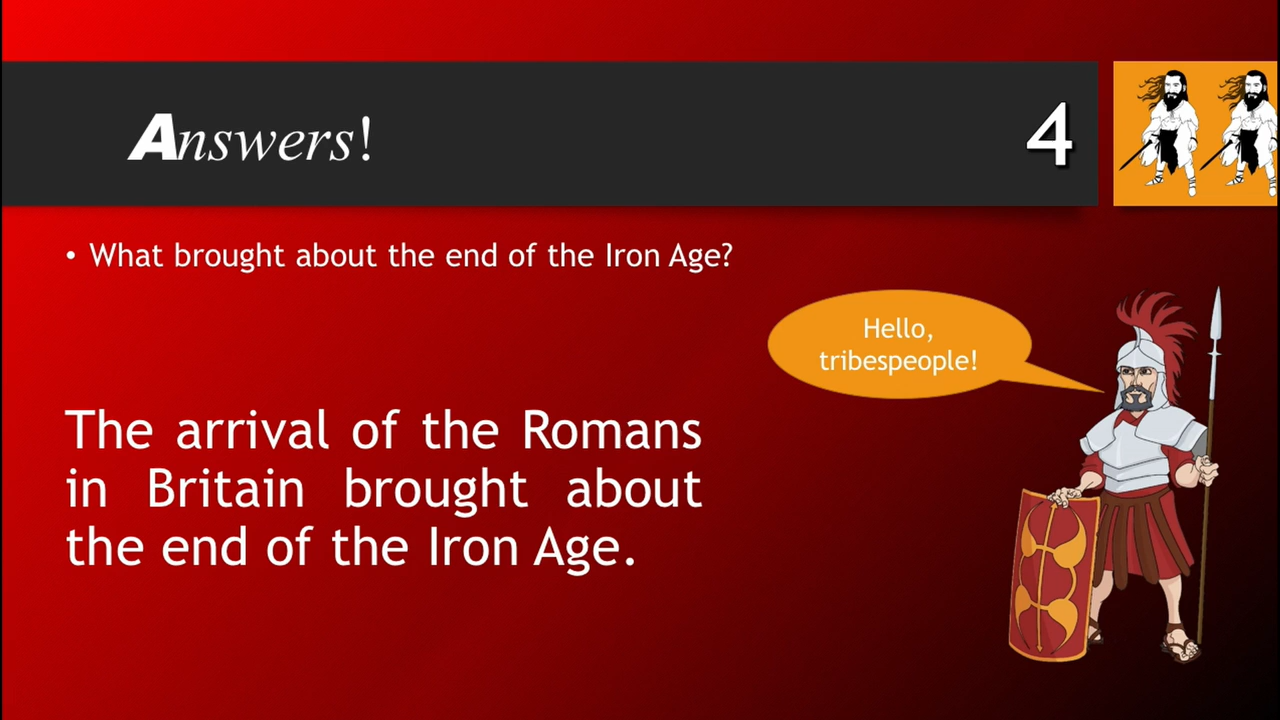 Answers!
4
• What brought about the end of the Iron Age?
Hello,
tribespeople!
The arrival of the Romans
in Britain brought about
the end of the Iron Age.